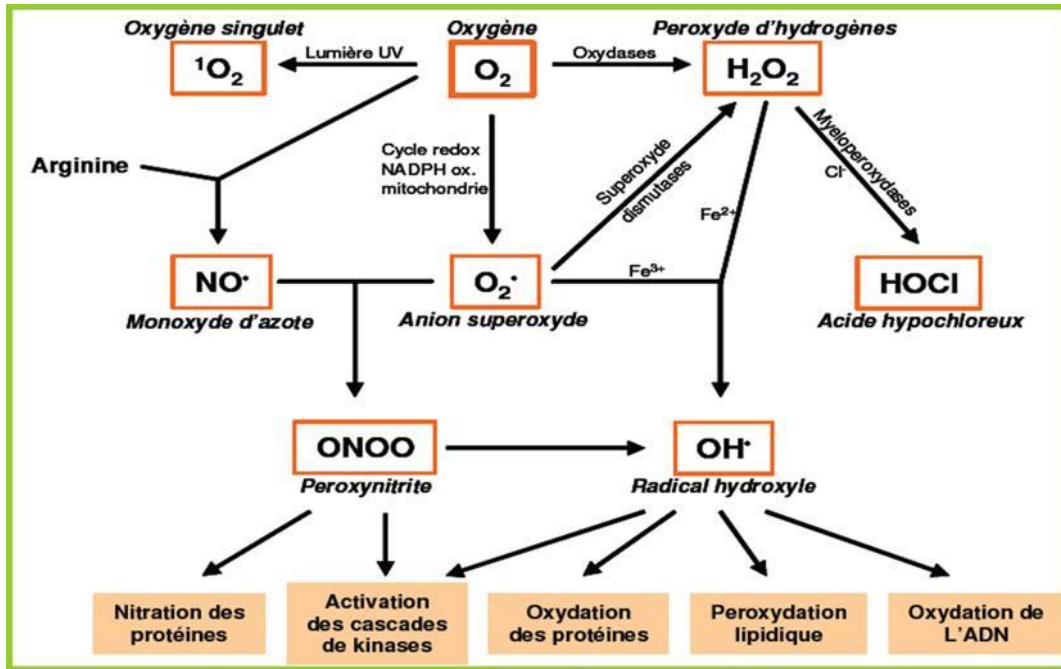 Oxygène singulet
Oxygène
Peroxyde d'hydrogènes
¹O₂
Lumière UV
O₂
Oxydases
H₂O₂
Arginine
Cycle redox
NADPH ox.
mitochondrie
Superoxyde
dismutases
Fe²⁺
Myeloperoxydases
Cl⁻
NO•
O₂•
Fe³⁺
HOCl
Monoxyde d'azote
Anion superoxyde
Acide hypochloreux
ONOO
OH•
Peroxynitrite
Radical hydroxyle
Nitration des
protéines
Activation
des cascades
de kinases
Oxydation
des protéines
Peroxydation
lipidique
Oxydation de
L'ADN